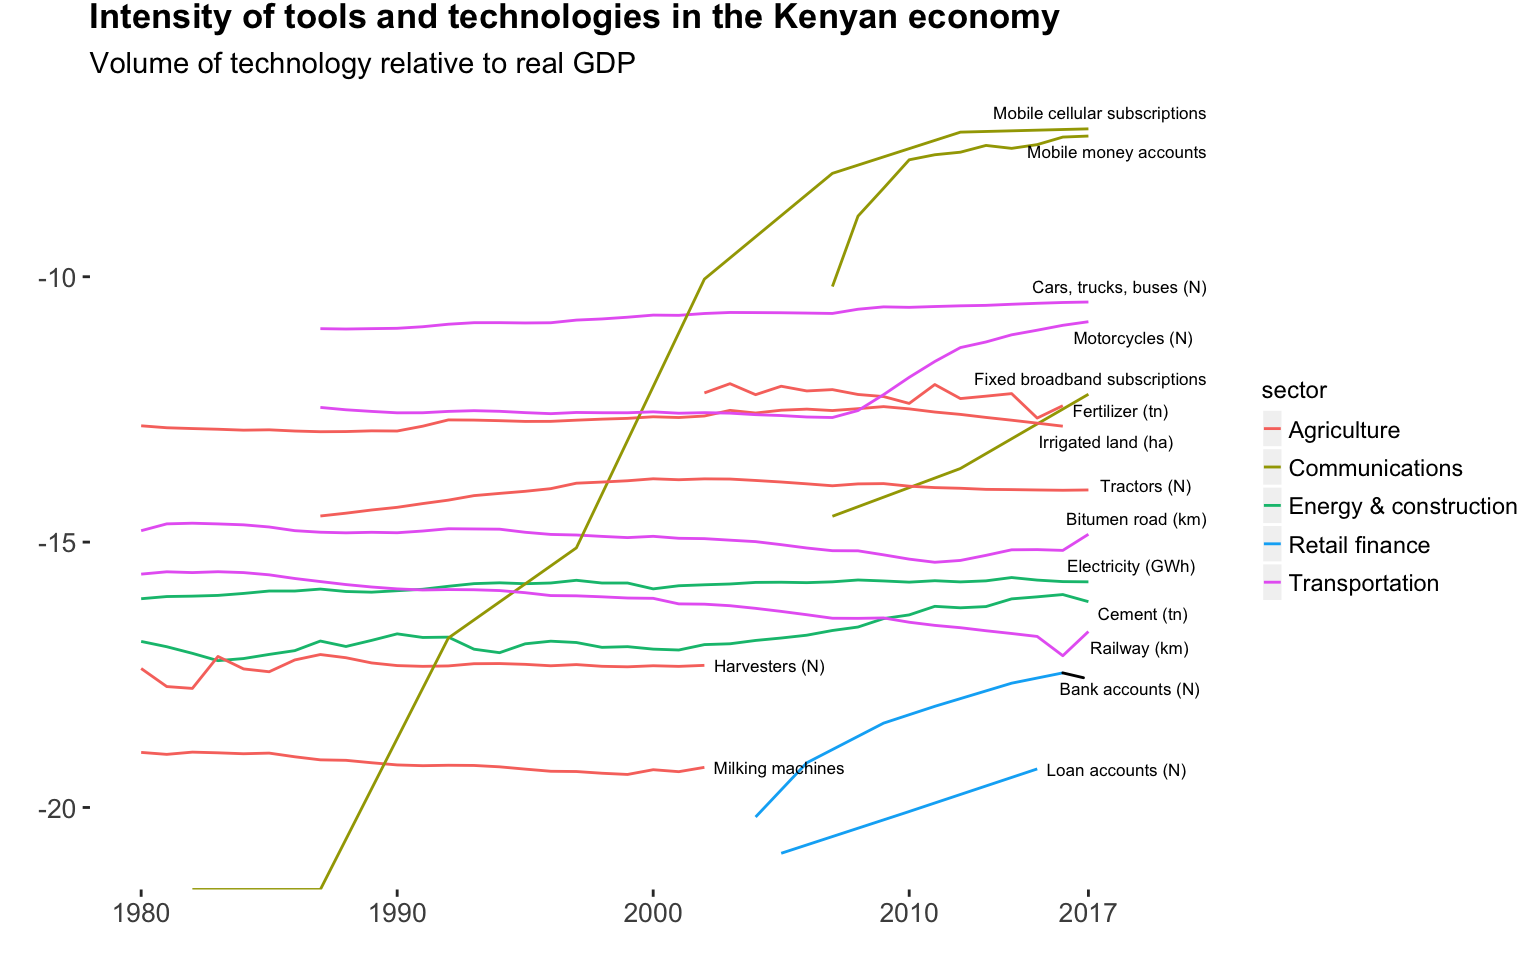 Intensity of tools and technologies in the Kenyan economy
Volume of technology relative to real GDP
Mobile cellular subscriptions
Mobile money accounts
-10
Cars, trucks, buses (N)
Motorcycles (N)
Fixed broadband subscriptions
Fertilizer (tn)
Irrigated land (ha)
Tractors (N)
Bitumen road (km)
-15
Electricity (GWh)
Cement (tn)
Railway (km)
Harvesters (N)
Bank accounts (N)
Milking machines
Loan accounts (N)
-20
1980
1990
2000
2010
2017
sector
Agriculture
Communications
Energy & construction
Retail finance
Transportation